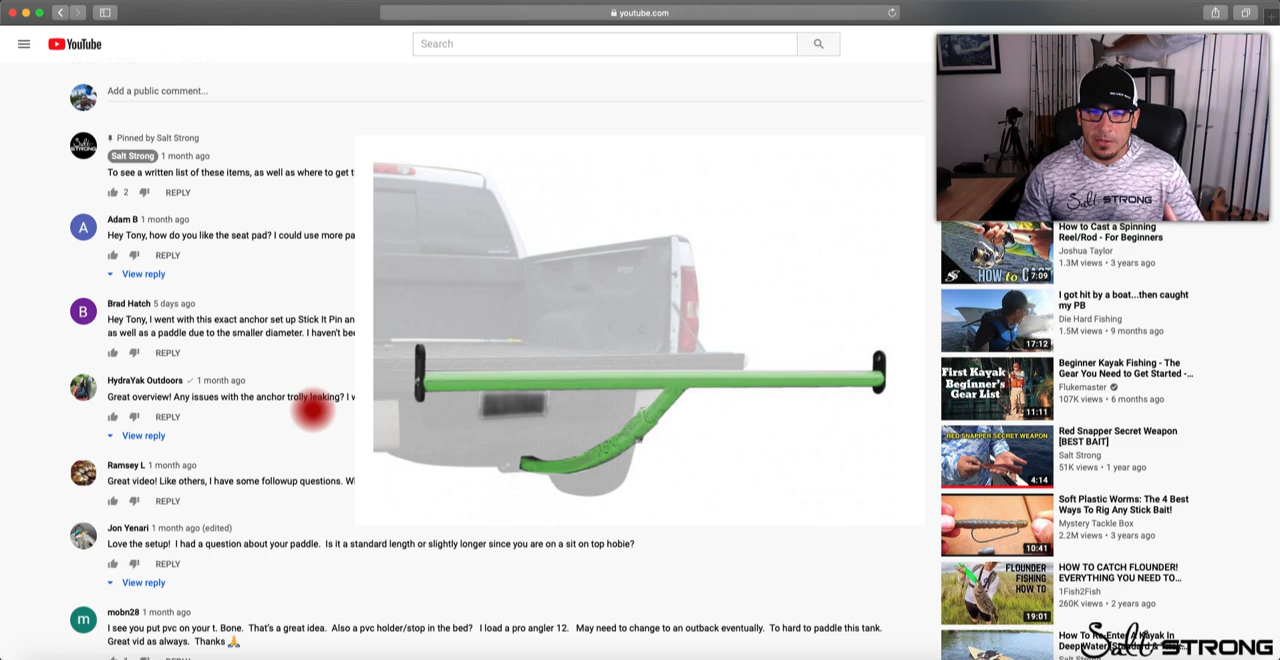 youtube.com
YouTube
Search
Add a public comment...
Pinned by Salt Strong
Salt Strong 1 month ago
To see a written list of these items, as well as where to get t
2 REPLY
Adam B 1 month ago
Hey Tony, how do you like the seat pad? I could use more pa
REPLY
View reply
Brad Hatch 5 days ago
Hey Tony, I went with this exact anchor set up Stick It Pin an
as well as a paddle due to the smaller diameter. I haven't bee
REPLY
HydraYak Outdoors 1 month ago
Great overview! Any issues with the anchor trolly leaking? I v
REPLY
View reply
Ramsey L 1 month ago
Great video! Like others, I have some followup questions. Wi
REPLY
Jon Yenari 1 month ago (edited)
Love the setup! I had a question about your paddle. Is it a standard length or slightly longer since you are on a sit on top hobie?
REPLY
View reply
mobn28 1 month ago
I see you put pvc on your t. Bone. That's a great idea. Also a pvc holder/stop in the bed? I load a pro angler 12. May need to change to an outback eventually. To hard to paddle this tank.
Great vid as always. Thanks 🙏
Salt STRONG
How to Cast a Spinning
Reel/Rod - For Beginners
Joshua Taylor
1.3M views • 3 years ago
HOW to C
7:09
I got hit by a boat...then caught
my PB
Die Hard Fishing
1.5M views • 9 months ago
17:12
Beginner Kayak Fishing - The
Gear You Need to Get Started -...
Flukemaster
107K views • 6 months ago
First Kayak
Beginner's
Gear List
11:11
Red Snapper Secret Weapon
[BEST BAIT]
Salt Strong
51K views • 1 year ago
RED SNAPPER SECRET WEAPON
4:14
Soft Plastic Worms: The 4 Best
Ways To Rig Any Stick Bait!
Mystery Tackle Box
2.2M views • 3 years ago
10:41
HOW TO CATCH FLOUNDER!
EVERYTHING YOU NEED TO...
1Fish2Fish
260K views • 2 years ago
FLOUNDER
FISHING
HOW TO
19:01
How To Re-Enter A Kayak In
Deep Water
Salt STRONG